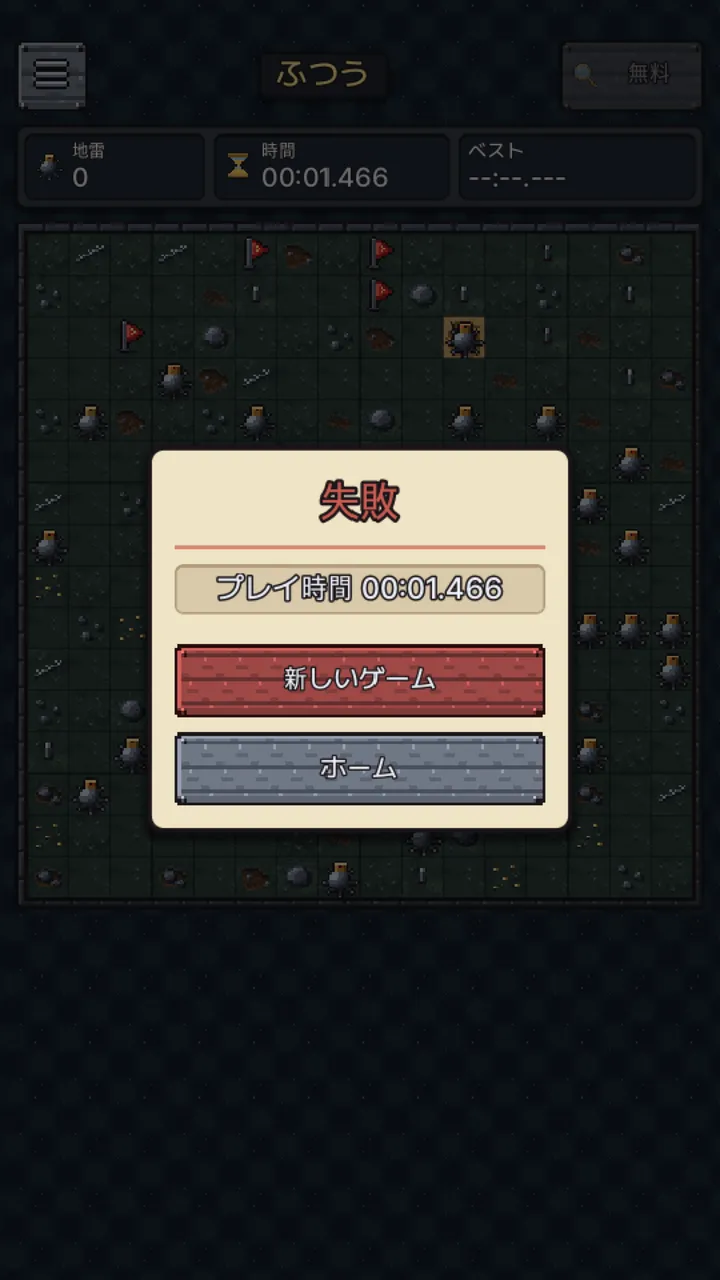 ふつう
無料
地雷
0
時間
00:01.466
ベスト
--:--.---
失敗
プレイ時間 00:01.466
新しいゲーム
ホーム